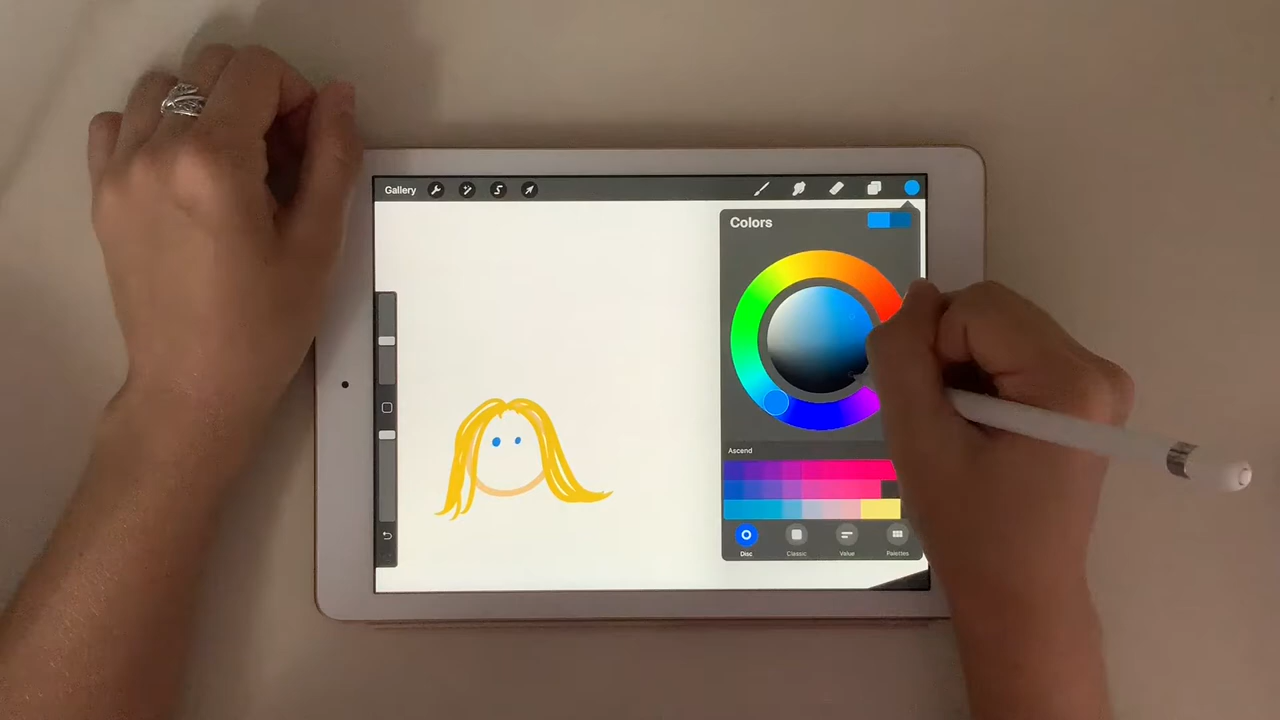 Gallery
Colors
Ascend
Disc
Classic
Value
Palettes